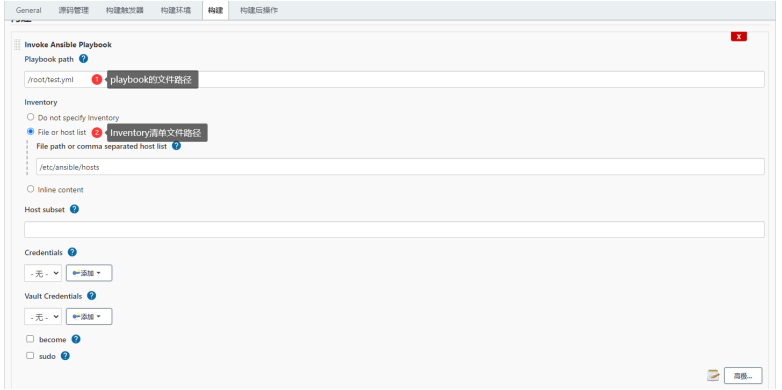 General 源码管理 构建触发器 构建环境 构建 构建后操作
Invoke Ansible Playbook X
Playbook path ?
/root/test.yml 1 playbook的文件路径
Inventory
Do not specify Inventory
File or host list 2 Inventory清单文件路径
File path or comma separated host list ?
/etc/ansible/hosts
Inline content
Host subset ?
Credentials ?
- 无 - 添加
Vault Credentials ?
- 无 - 添加
become ?
sudo ?
高级...